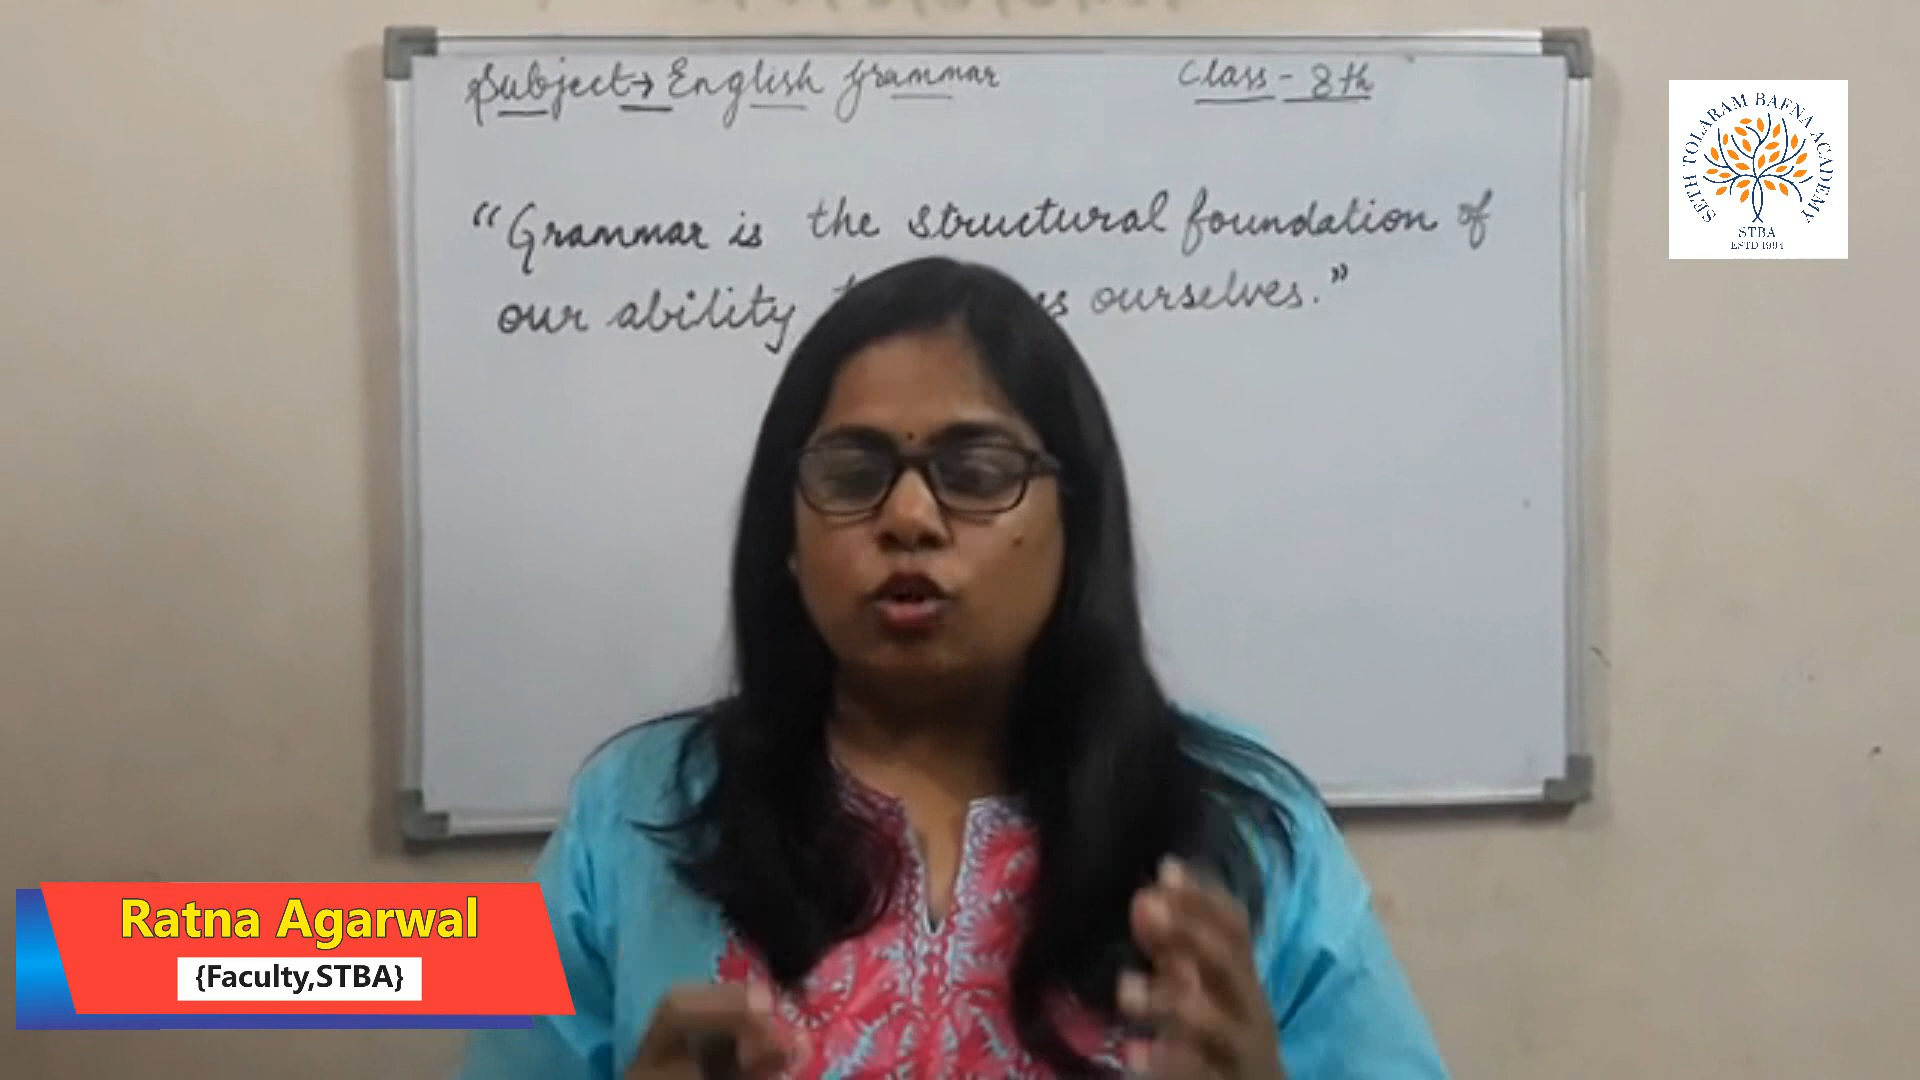 Subject→ English Grammar
Class - 8th
"Grammar is the structural foundation of
our ability ourselves."
SETH TOLARAM BAFNA ACADEMY
STBA
ESTD 1994
Ratna Agarwal
{Faculty,STBA}